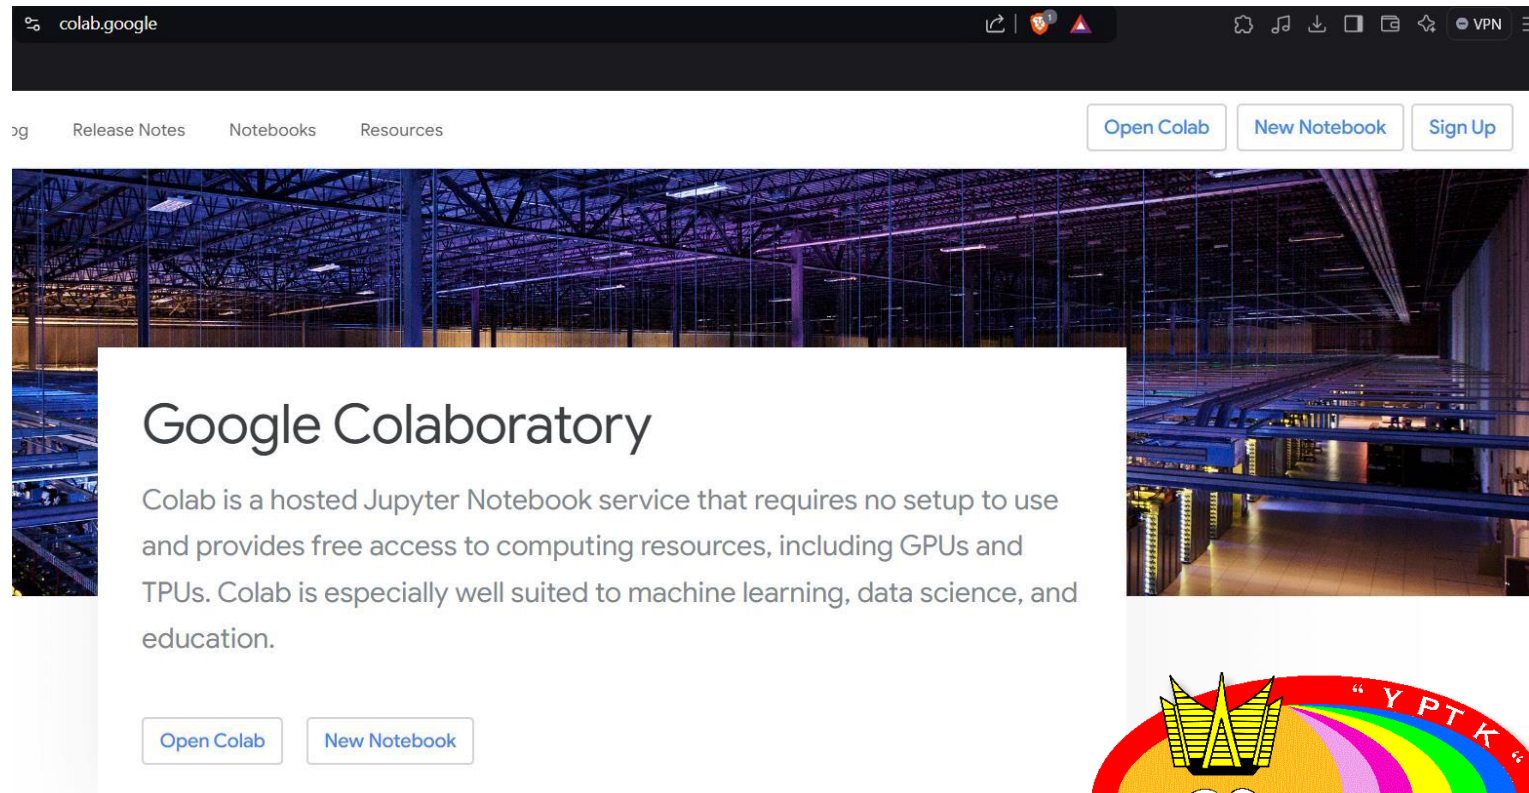 colab.google
1
VPN
og
Release Notes
Notebooks
Resources
Open Colab
New Notebook
Sign Up
Google Colaboratory
Colab is a hosted Jupyter Notebook service that requires no setup to use
and provides free access to computing resources, including GPUs and
TPUs. Colab is especially well suited to machine learning, data science, and
education.
Open Colab
New Notebook
“ Y P T K “